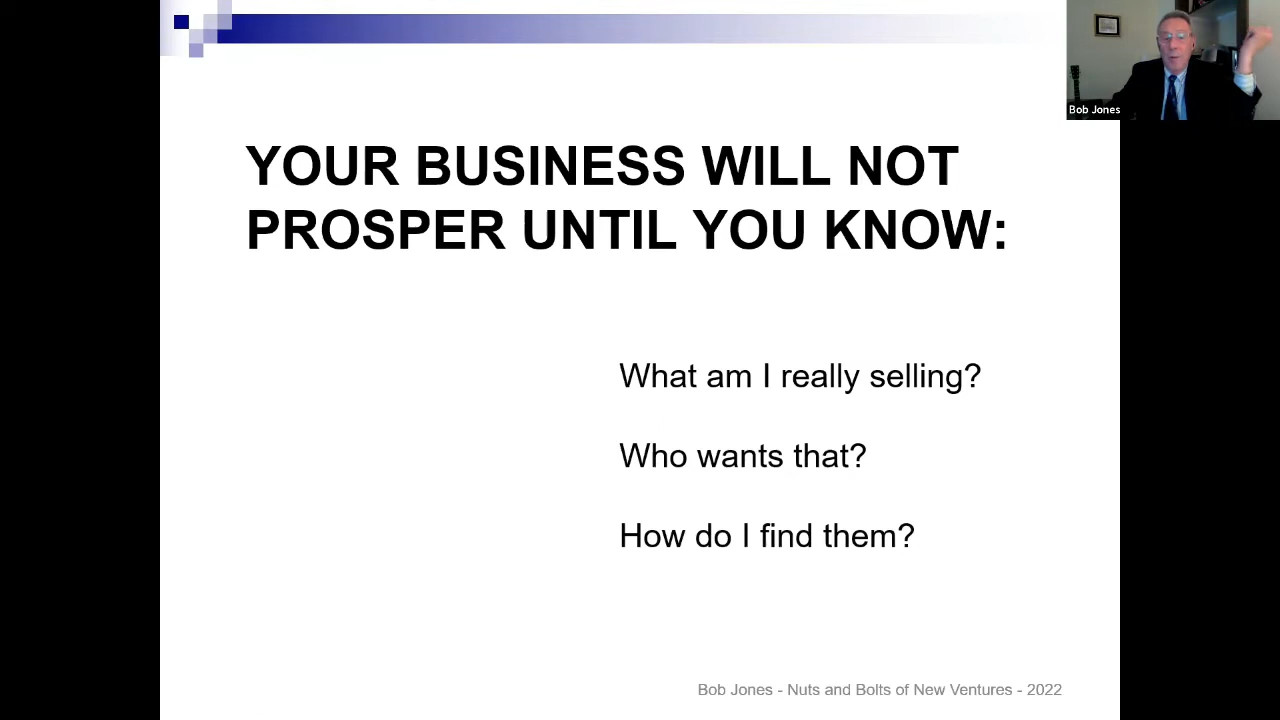 Bob Jones
YOUR BUSINESS WILL NOT
PROSPER UNTIL YOU KNOW:
What am I really selling?
Who wants that?
How do I find them?
Bob Jones - Nuts and Bolts of New Ventures - 2022